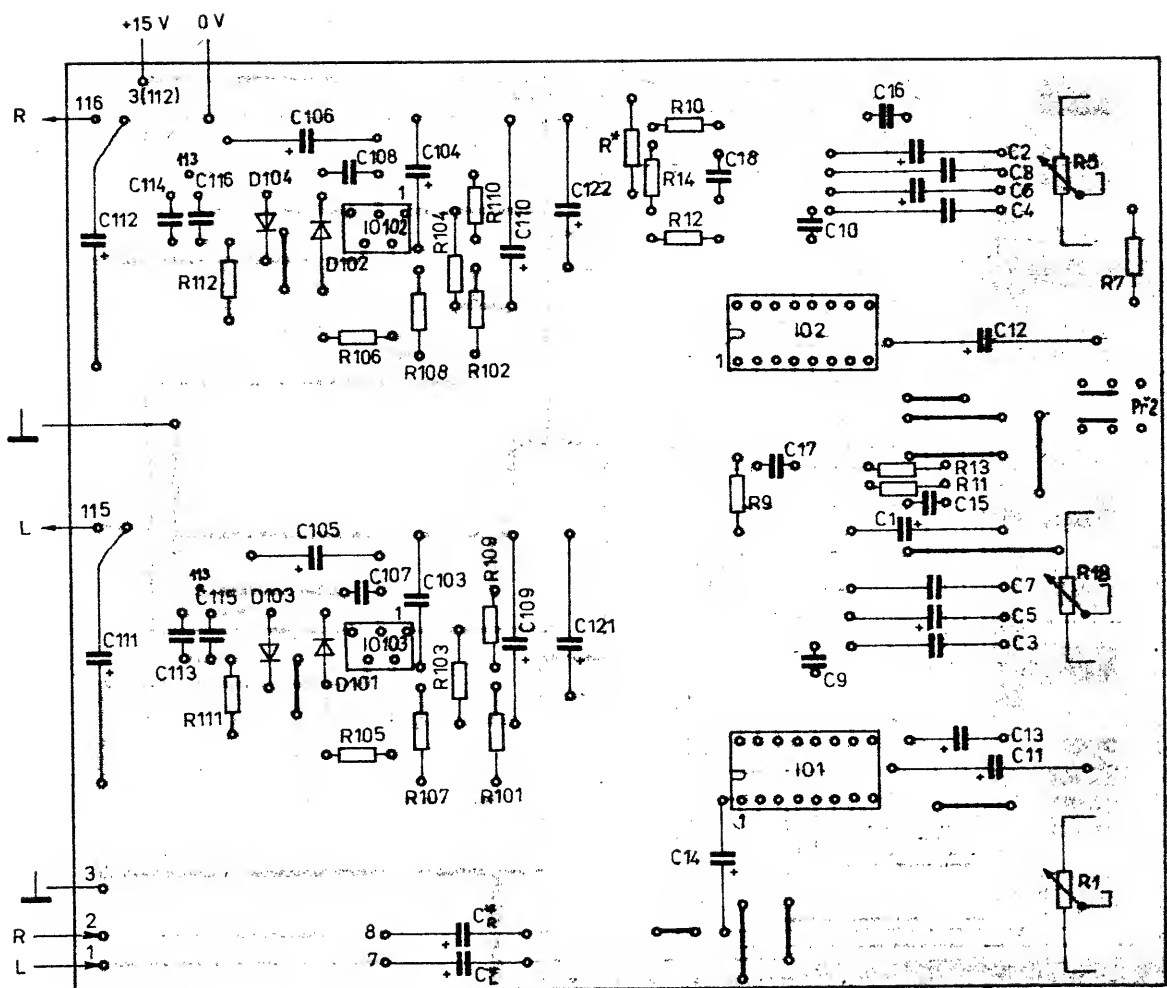 +15 V 0 V
3(112)
R 116
C106
C16
R10
R*
C2
C108
C104
C18
C8
R5
113
R14
C6
C114 C116 D104
1
R110
C122
C4
C112
IO102
R104
C110
R12
C10
D102
R112
R7
IO2
C12
R106
1
R108 R102
Př2
⊥
C17
R13
R11
R9
C15
L 115
C105
C1
R109
113
C107
C103
C7
R18
C115 D103
1
C109
C121
C5
C111
IO103
R103
C3
C113
D101
C9
R111
C13
R105
IO1
C11
R107 R101
1
C14
R1
⊥ 3
R 2
8 C*R
L 1
7 C*L